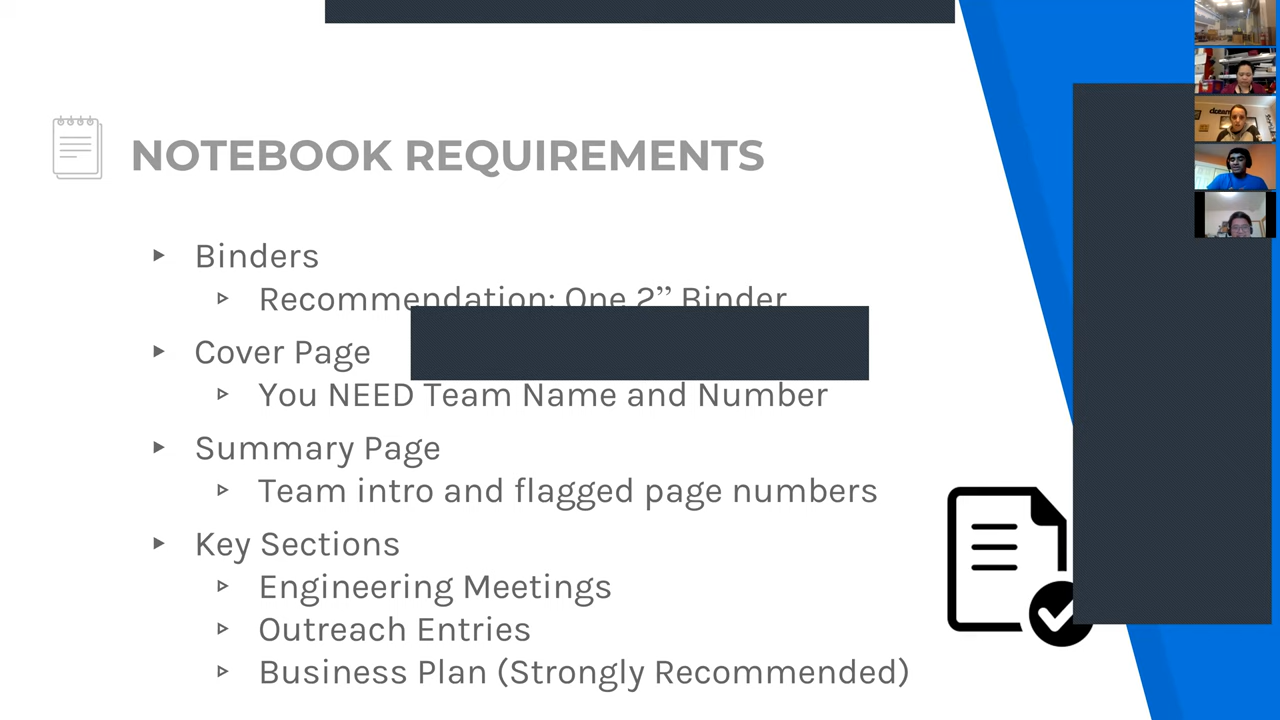 NOTEBOOK REQUIREMENTS
Binders
Recommendation: One 2” Binder
Cover Page
You NEED Team Name and Number
Summary Page
Team intro and flagged page numbers
Key Sections
Engineering Meetings
Outreach Entries
Business Plan (Strongly Recommended)